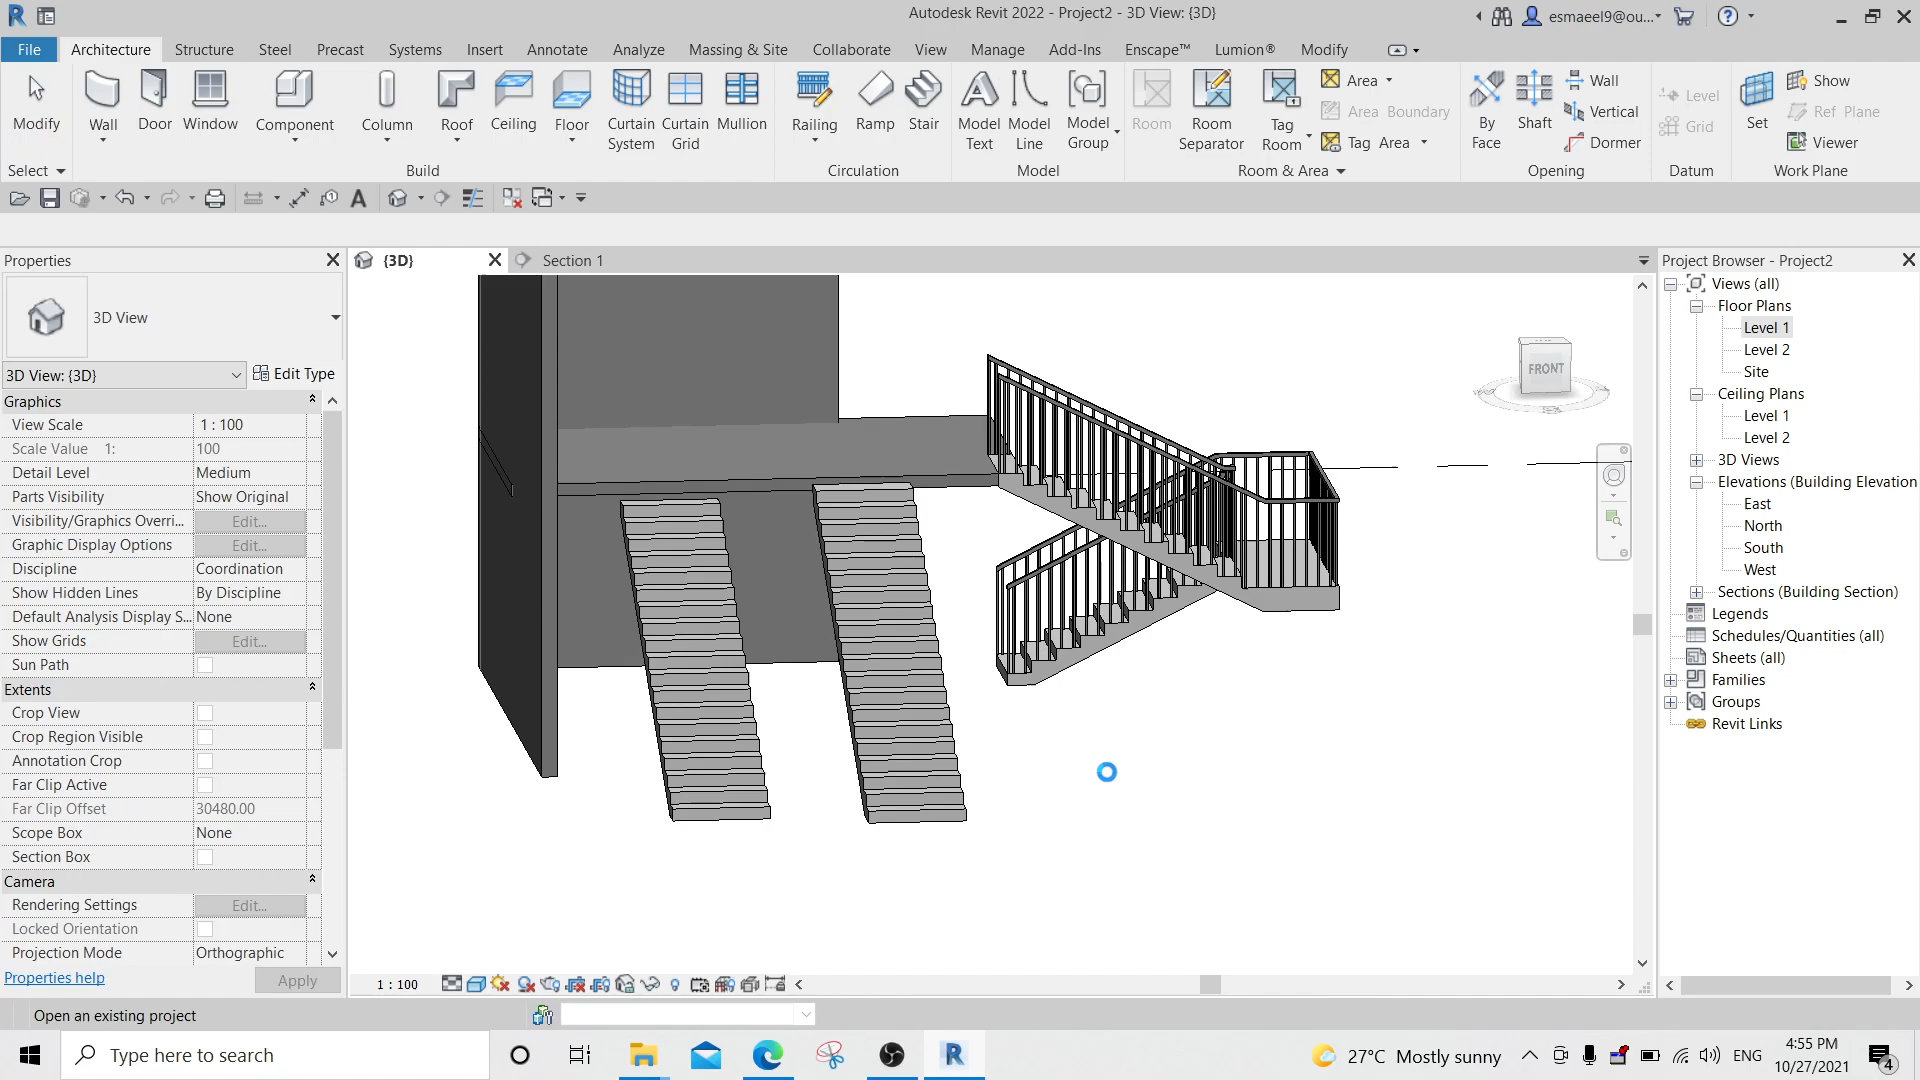 Autodesk Revit 2022 - Project2 - 3D View: {3D}
esmaeel9@ou...
File Architecture Structure Steel Precast Systems Insert Annotate Analyze Massing & Site Collaborate View Manage Add-Ins Enscape™ Lumion® Modify
Modify
Wall
Door
Window
Component
Column
Roof
Ceiling
Floor
Curtain
System
Curtain
Grid
Mullion
Railing
Ramp
Stair
Model
Text
Model
Line
Model
Group
Room
Room
Separator
Tag
Room
Area
Area Boundary
Tag Area
By
Face
Shaft
Wall
Vertical
Dormer
Level
Grid
Set
Show
Ref Plane
Viewer
Select
Build
Circulation
Model
Room & Area
Opening
Datum
Work Plane
Properties
3D View
3D View: {3D}
Edit Type
Graphics
View Scale 1 : 100
Scale Value 1: 100
Detail Level Medium
Parts Visibility Show Original
Visibility/Graphics Overri... Edit...
Graphic Display Options Edit...
Discipline Coordination
Show Hidden Lines By Discipline
Default Analysis Display S... None
Show Grids Edit...
Sun Path
Extents
Crop View
Crop Region Visible
Annotation Crop
Far Clip Active
Far Clip Offset 30480.00
Scope Box None
Section Box
Camera
Rendering Settings Edit...
Locked Orientation
Projection Mode Orthographic
Properties help
Apply
{3D}
Section 1
FRONT
1 : 100
Project Browser - Project2
Views (all)
Floor Plans
Level 1
Level 2
Site
Ceiling Plans
Level 1
Level 2
3D Views
Elevations (Building Elevation
East
North
South
West
Sections (Building Section)
Legends
Schedules/Quantities (all)
Sheets (all)
Families
Groups
Revit Links
Open an existing project
Type here to search
27°C Mostly sunny
ENG
4:55 PM
10/27/2021
4